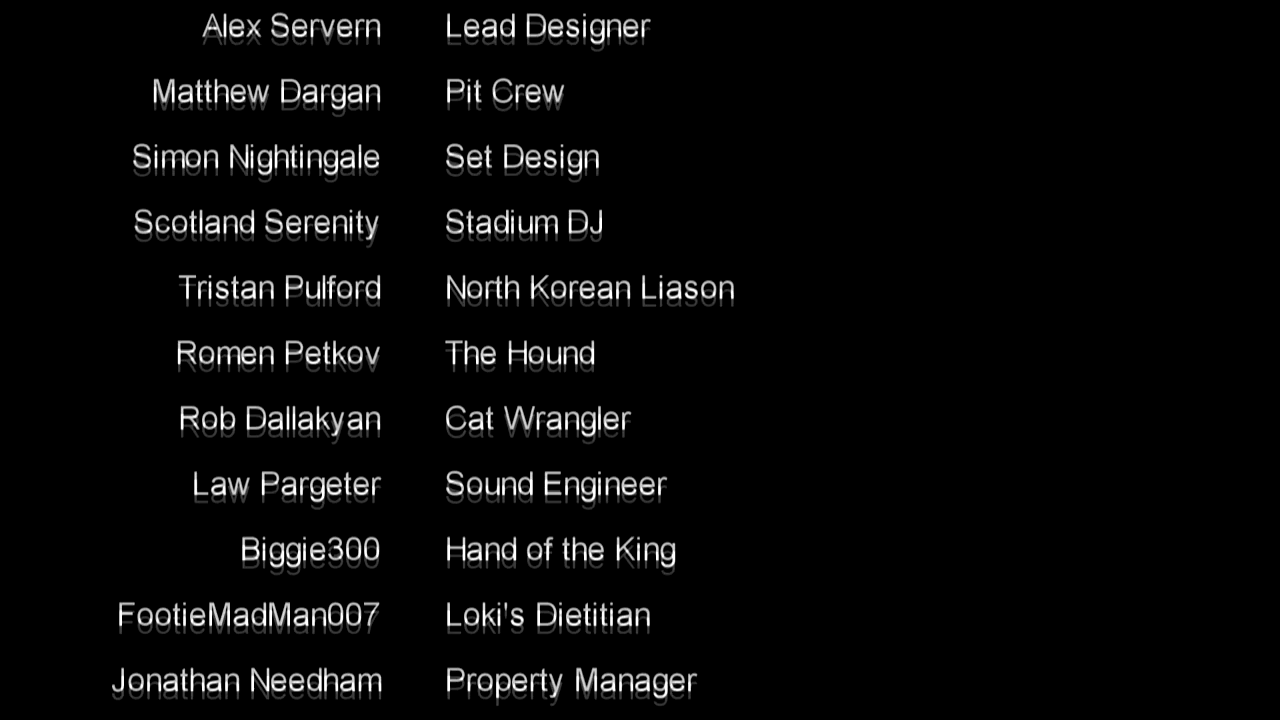 Alex Servern Lead Designer
Matthew Dargan Pit Crew
Simon Nightingale Set Design
Scotland Serenity Stadium DJ
Tristan Pulford North Korean Liason
Romen Petkov The Hound
Rob Dallakyan Cat Wrangler
Law Pargeter Sound Engineer
Biggie300 Hand of the King
FootieMadMan007 Loki's Dietitian
Jonathan Needham Property Manager